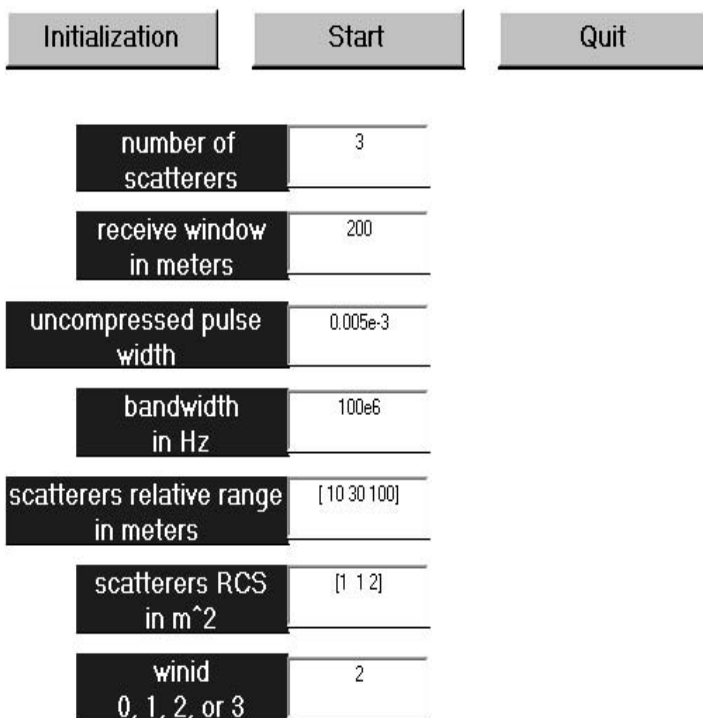 Initialization Start Quit
number of
scatterers
3
receive window
in meters
200
uncompressed pulse
width
0.005e-3
bandwidth
in Hz
100e6
scatterers relative range
in meters
[ 10 30 100]
scatterers RCS
in m^2
[1 1 2]
winid
0, 1, 2, or 3
2